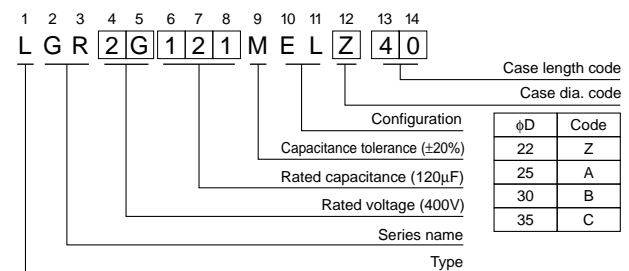 1 2 3 4 5 6 7 8 9 10 11 12 13 14
L G R 2 G 1 2 1 M E L Z 4 0
Case length code
Case dia. code
Configuration
Capacitance tolerance (±20%)
Rated capacitance (120μF)
Rated voltage (400V)
Series name
Type
φD Code
22 Z
25 A
30 B
35 C